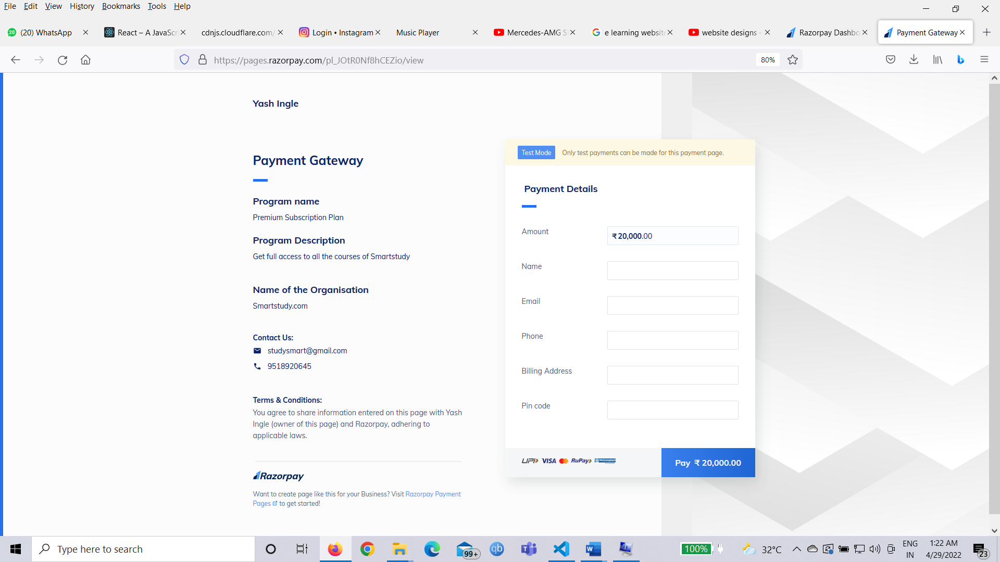 File Edit View History Bookmarks Tools Help
(20) WhatsApp
React – A JavaScri
cdnjs.cloudflare.com/
Login • Instagram
Music Player
Mercedes-AMG S
e learning website
website designs -
Razorpay Dashbo
Payment Gateway
https://pages.razorpay.com/pl_JOtR0Nf8hCEZio/view
80%
Yash Ingle
Payment Gateway
Program name
Premium Subscription Plan
Program Description
Get full access to all the courses of Smartstudy
Name of the Organisation
Smartstudy.com
Contact Us:
studysmart@gmail.com
9518920645
Terms & Conditions:
You agree to share information entered on this page with Yash
Ingle (owner of this page) and Razorpay, adhering to
applicable laws.
Razorpay
Want to create page like this for your Business? Visit Razorpay Payment
Pages to get started!
Test Mode Only test payments can be made for this payment page.
Payment Details
Amount ₹ 20,000.00
Name
Email
Phone
Billing Address
Pin code
UPI VISA RuPay
Pay ₹ 20,000.00
Type here to search
99+
qb
100%
32°C
ENG
IN
1:22 AM
4/29/2022
23